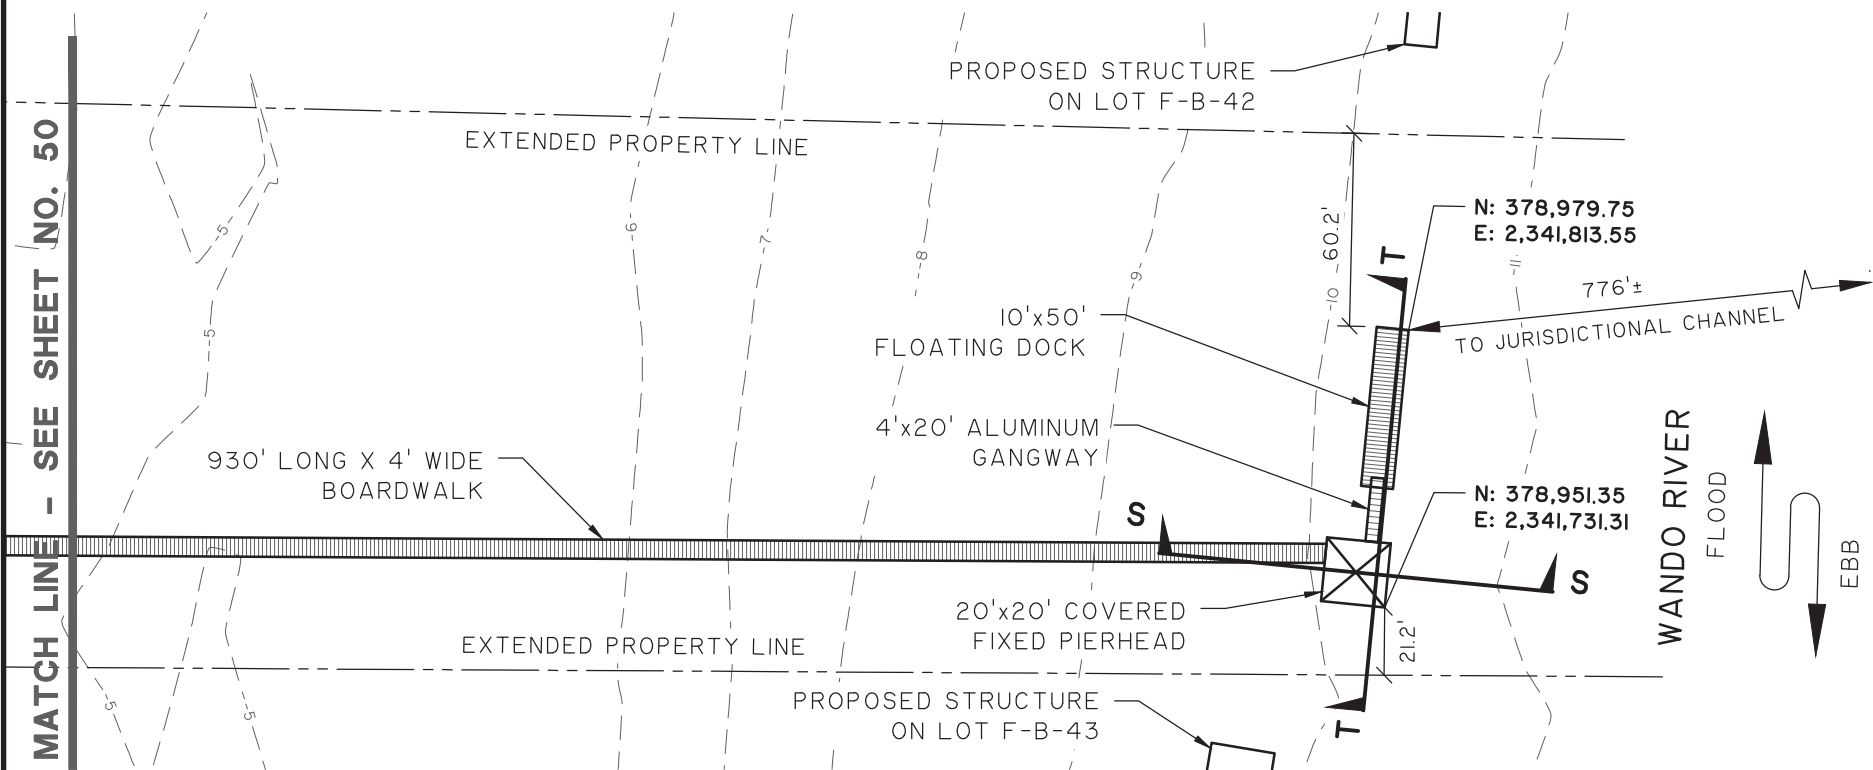 MATCH LINE - SEE SHEET NO. 50
PROPOSED STRUCTURE
ON LOT F-B-42
EXTENDED PROPERTY LINE
N: 378,979.75
E: 2,341,813.55
60.2'
T
776'±
TO JURISDICTIONAL CHANNEL
5
5
6
7
8
9
10
11
10'x50'
FLOATING DOCK
4'x20' ALUMINUM
GANGWAY
930' LONG X 4' WIDE
BOARDWALK
N: 378,951.35
E: 2,341,731.31
S
S
20'x20' COVERED
FIXED PIERHEAD
21.2'
WANDO RIVER
FLOOD
EBB
EXTENDED PROPERTY LINE
PROPOSED STRUCTURE
ON LOT F-B-43
T
5
5